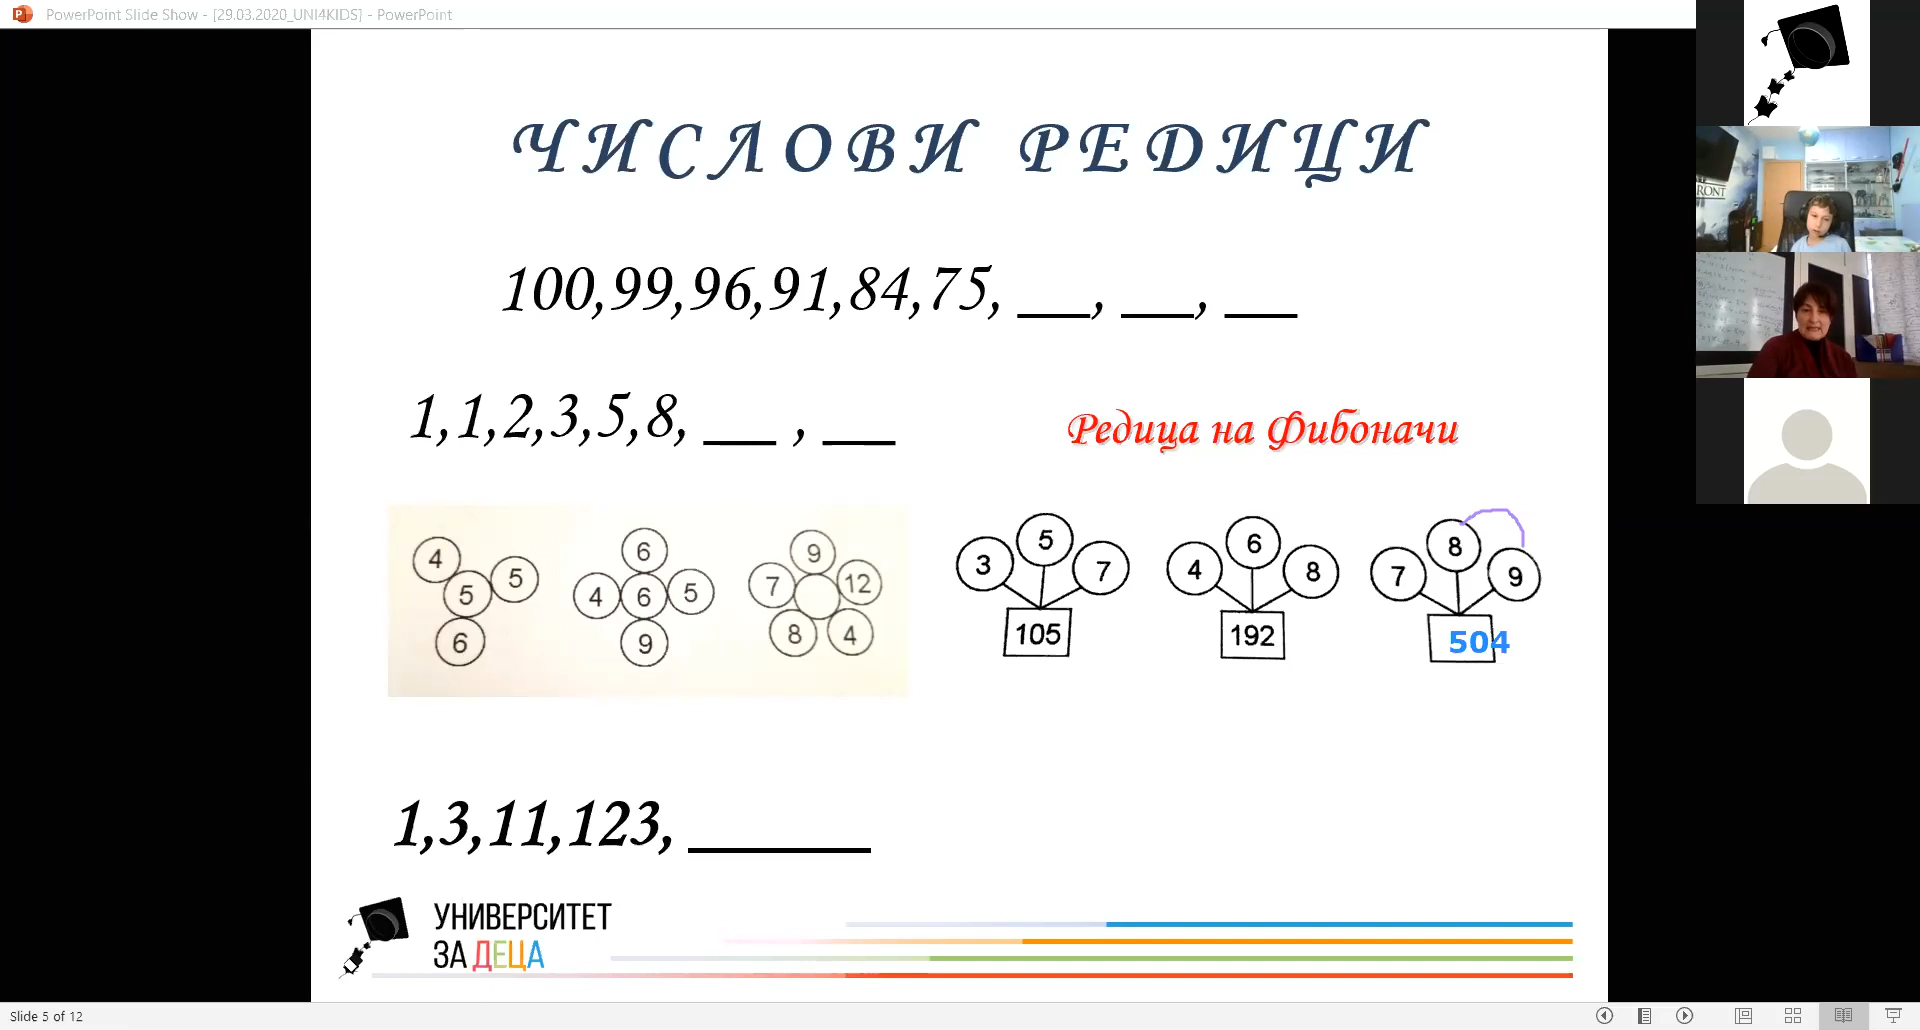 PowerPoint Slide Show - [29.03.2020_UNI4KIDS] - PowerPoint
ЧИСЛОВИ РЕДИЦИ
100,99,96,91,84,75, ___, ___, ___
1,1,2,3,5,8, ___ , ___
Редица на Фибоначи
4 5 5 6
6 4 6 5 9
9 7 12 8 4
3 5 7
105
4 6 8
192
7 8 9
504
1,3,11,123, ______
УНИВЕРСИТЕТ
ЗА ДЕЦА
RONT
Slide 5 of 12